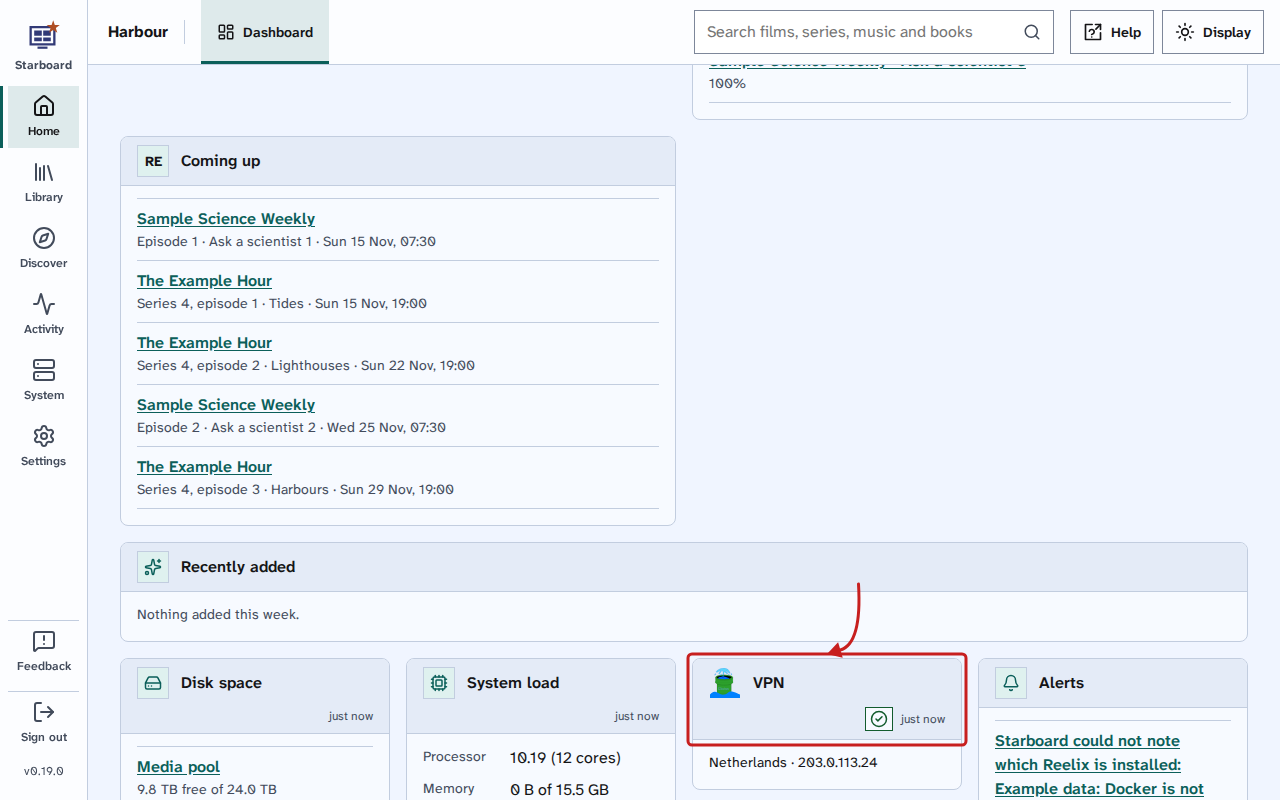 Harbour
Dashboard
Search films, series, music and books
Help
Display
Starboard
Home
Library
Discover
Activity
System
Settings
Feedback
Sign out
v0.19.0
100%
RE
Coming up
Sample Science Weekly
Episode 1 · Ask a scientist 1 · Sun 15 Nov, 07:30
The Example Hour
Series 4, episode 1 · Tides · Sun 15 Nov, 19:00
The Example Hour
Series 4, episode 2 · Lighthouses · Sun 22 Nov, 19:00
Sample Science Weekly
Episode 2 · Ask a scientist 2 · Wed 25 Nov, 07:30
The Example Hour
Series 4, episode 3 · Harbours · Sun 29 Nov, 19:00
Recently added
Nothing added this week.
Disk space
just now
Media pool
9.8 TB free of 24.0 TB
System load
just now
Processor 10.19 (12 cores)
Memory 0 B of 15.5 GB
VPN
just now
Netherlands · 203.0.113.24
Alerts
Starboard could not note
which Reelix is installed:
Example data: Docker is not